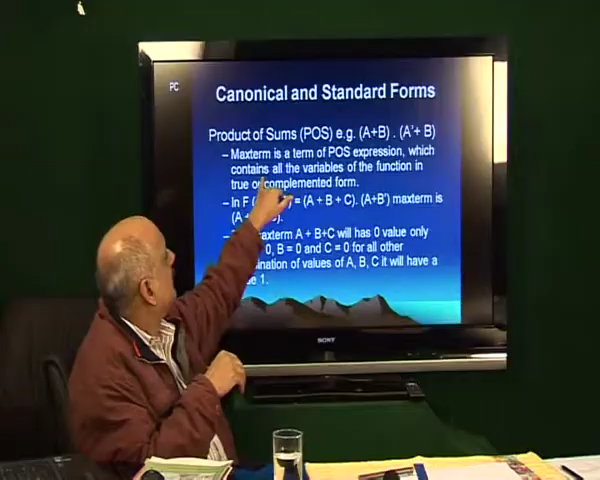 PC
Canonical and Standard Forms
Product of Sums (POS) e.g. (A+B) . (A'+ B)
– Maxterm is a term of POS expression, which
contains all the variables of the function in
true or complemented form.
– In F ( ) = (A + B + C). (A+B') maxterm is
(A +
maxterm A + B+C will has 0 value only
0, B = 0 and C = 0 for all other
of values of A, B, C it will have a
1.
SONY